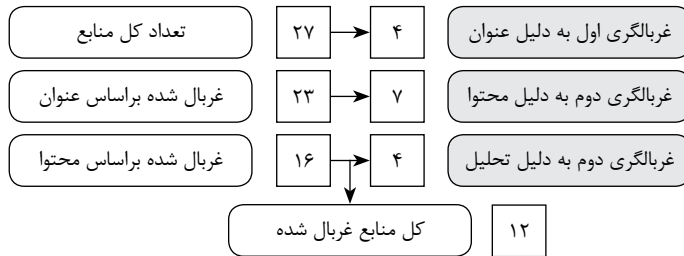 غربالگری اول به دلیل عنوان ۴ ۲۷ تعداد کل منابع
غربالگری دوم به دلیل محتوا ۷ ۲۳ غربال شده براساس عنوان
غربالگری دوم به دلیل تحلیل ۴ ۱۶ غربال شده براساس محتوا
۱۲ کل منابع غربال شده